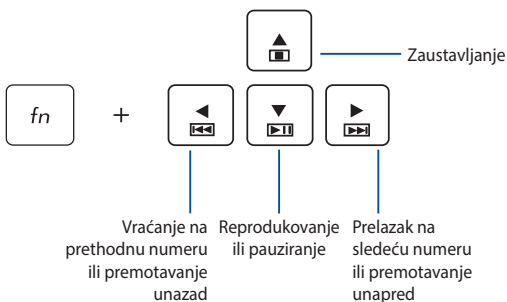 Zaustavljanje
fn
+
Vraćanje na
prethodnu numeru
ili premotavanje
unazad
Reprodukovanje
ili pauziranje
Prelazak na
sledeću numeru
ili premotavanje
unapred